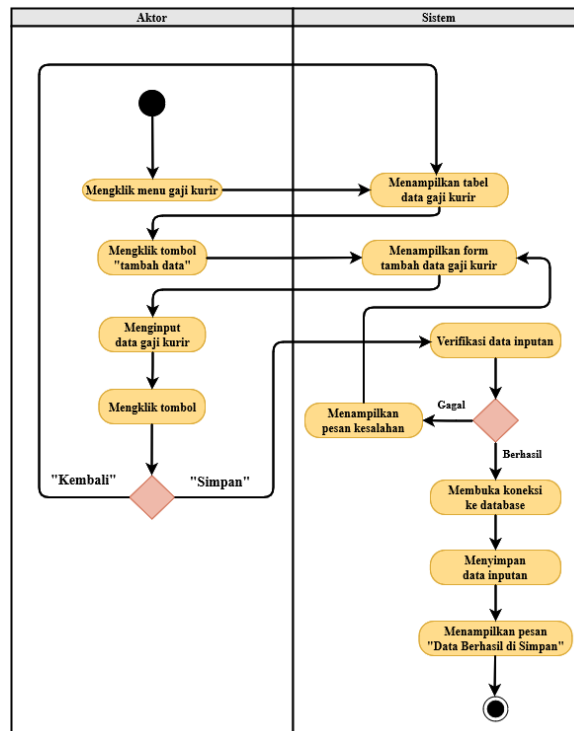 Aktor
Sistem
Mengklik menu gaji kurir
Menampilkan tabel
data gaji kurir
Mengklik tombol
"tambah data"
Menampilkan form
tambah data gaji kurir
Menginput
data gaji kurir
Verifikasi data inputan
Mengklik tombol
Menampilkan
pesan kesalahan
Gagal
Berhasil
"Kembali"
"Simpan"
Membuka koneksi
ke database
Menyimpan
data inputan
Menampilkan pesan
"Data Berhasil di Simpan"